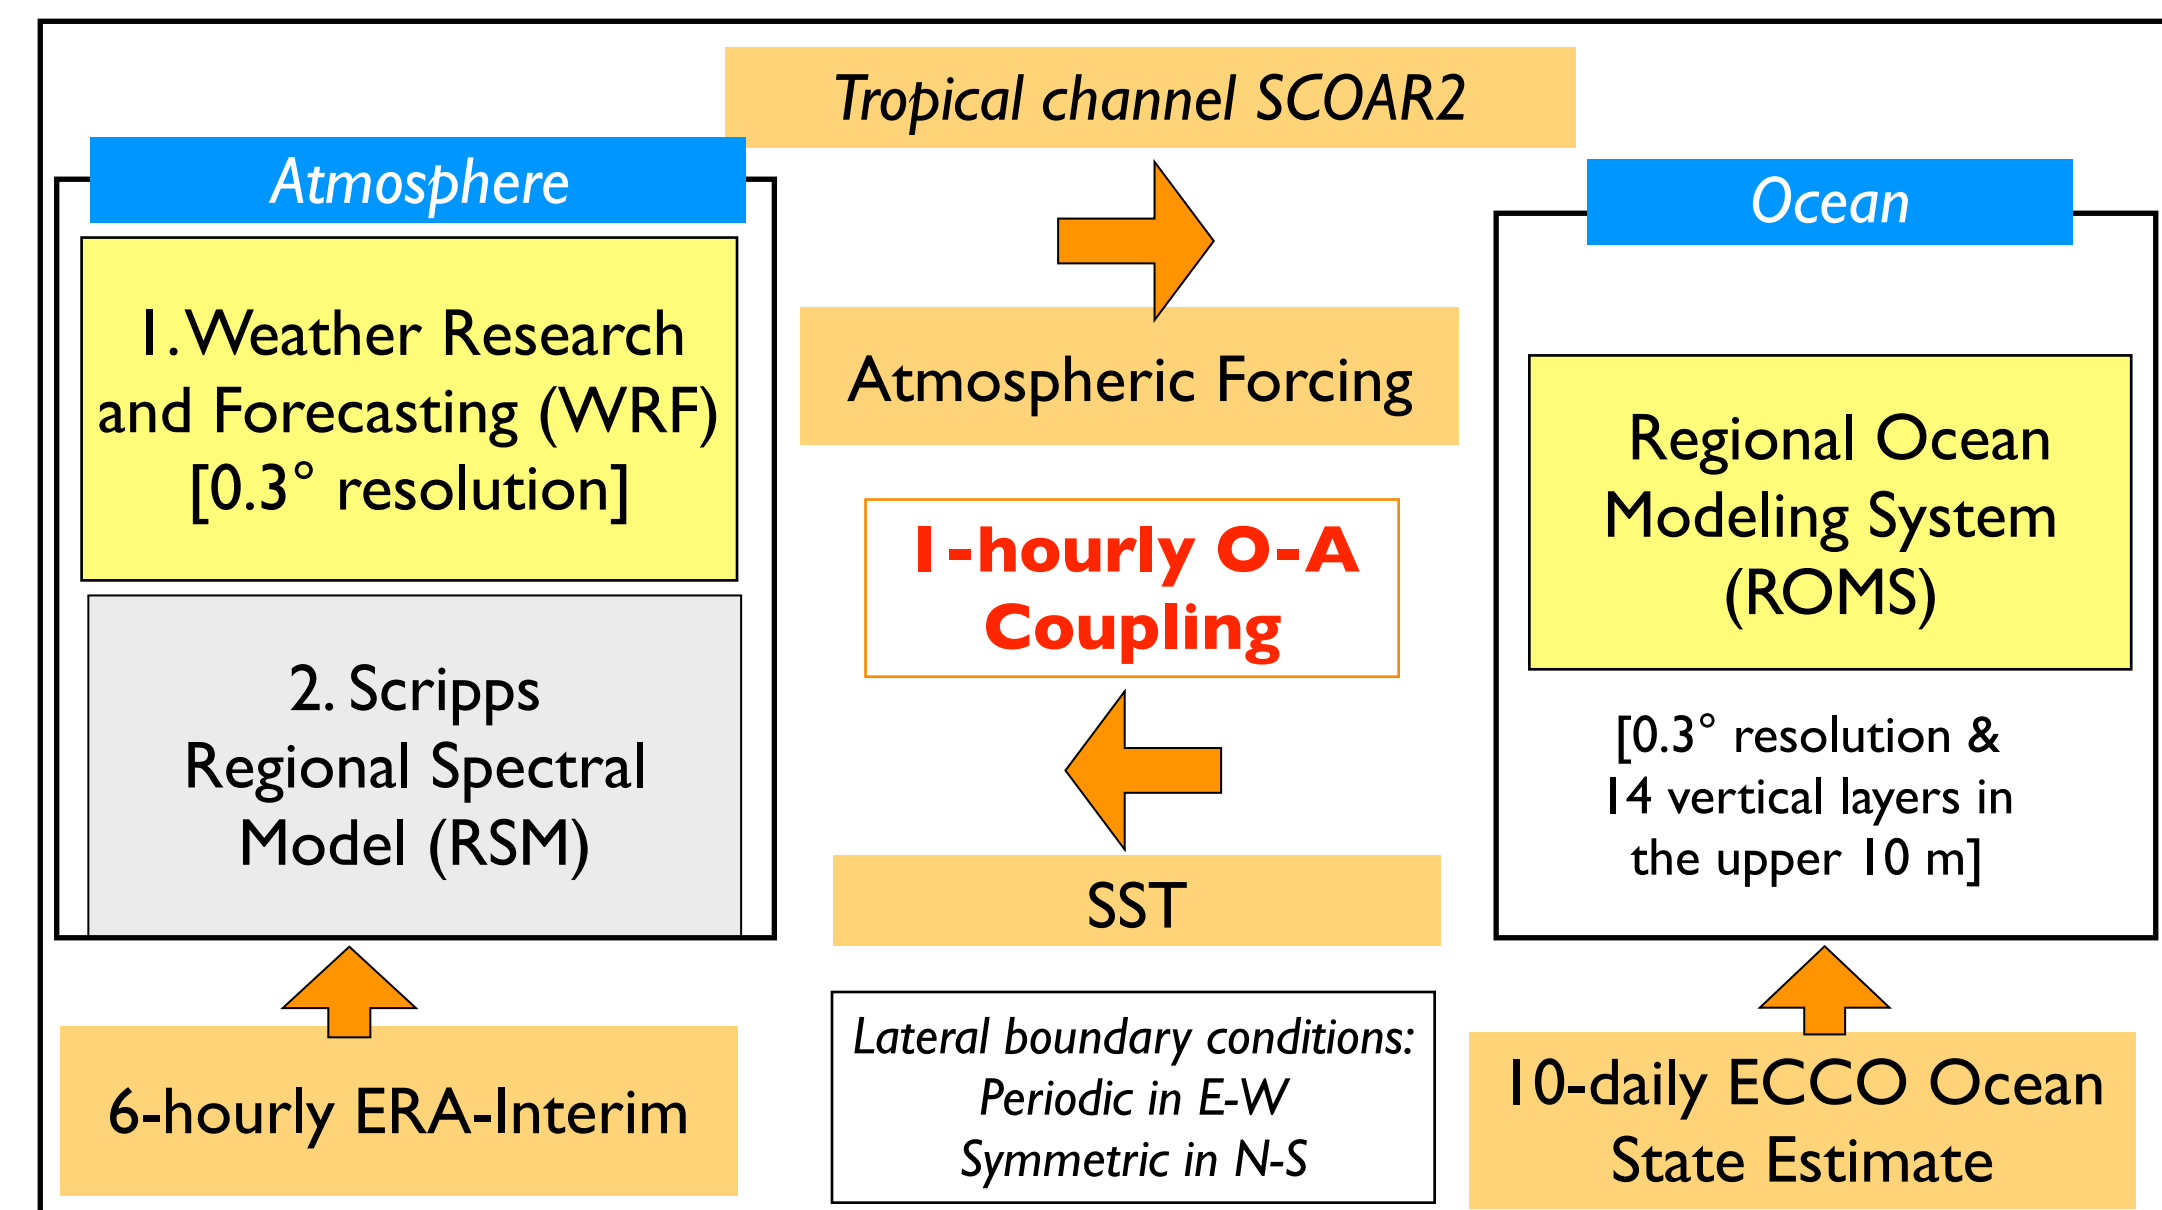 Tropical channel SCOAR2
Atmosphere
1. Weather Research
and Forecasting (WRF)
[0.3° resolution]
2. Scripps
Regional Spectral
Model (RSM)
6-hourly ERA-Interim
Atmospheric Forcing
1-hourly O-A
Coupling
SST
Lateral boundary conditions:
Periodic in E-W
Symmetric in N-S
Ocean
Regional Ocean
Modeling System
(ROMS)
[0.3° resolution &
14 vertical layers in
the upper 10 m]
10-daily ECCO Ocean
State Estimate